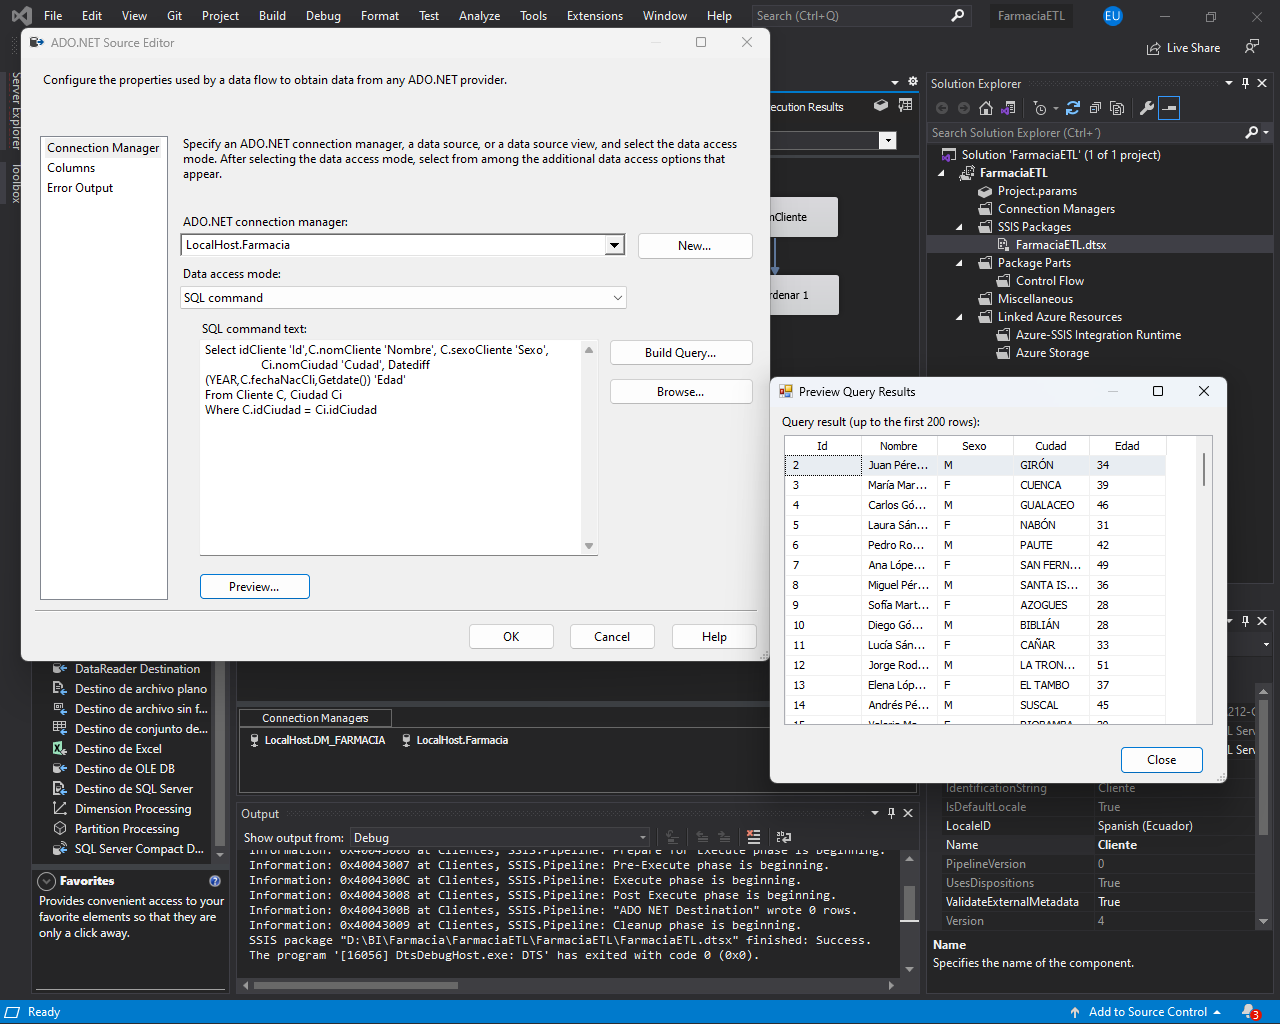 File Edit View Git Project Build Debug Format Test Analyze Tools Extensions Window Help Search (Ctrl+Q) FarmaciaETL EU
Live Share
ADO.NET Source Editor
Configure the properties used by a data flow to obtain data from any ADO.NET provider.
Server Explorer
Toolbox
Connection Manager
Columns
Error Output
Specify an ADO.NET connection manager, a data source, or a data source view, and select the data access
mode. After selecting the data access mode, select from among the additional data access options that
appear.
ADO.NET connection manager:
LocalHost.Farmacia
New...
Data access mode:
SQL command
SQL command text:
Select idCliente 'Id',C.nomCliente 'Nombre', C.sexoCliente 'Sexo',
Ci.nomCiudad 'Cudad', Datediff
(YEAR,C.fechaNacCli,Getdate()) 'Edad'
From Cliente C, Ciudad Ci
Where C.idCiudad = Ci.idCiudad
Build Query...
Browse...
Preview...
OK Cancel Help
ecution Results
nCliente
rdenar 1
Solution Explorer
Search Solution Explorer (Ctrl+´)
Solution 'FarmaciaETL' (1 of 1 project)
FarmaciaETL
Project.params
Connection Managers
SSIS Packages
FarmaciaETL.dtsx
Package Parts
Control Flow
Miscellaneous
Linked Azure Resources
Azure-SSIS Integration Runtime
Azure Storage
Preview Query Results
Query result (up to the first 200 rows):
Id Nombre Sexo Cudad Edad
2 Juan Pére... M GIRÓN 34
3 María Mar... F CUENCA 39
4 Carlos Gó... M GUALACEO 46
5 Laura Sán... F NABÓN 31
6 Pedro Ro... M PAUTE 42
7 Ana Lópe... F SAN FERN... 49
8 Miguel Pér... M SANTA IS... 36
9 Sofía Mart... F AZOGUES 28
10 Diego Gó... M BIBLIÁN 28
11 Lucía Sán... F CAÑAR 33
12 Jorge Rod... M LA TRON... 51
13 Elena Lóp... F EL TAMBO 37
14 Andrés Pé... M SUSCAL 45
Close
DataReader Destination
Destino de archivo plano
Destino de archivo sin f...
Destino de conjunto de...
Destino de Excel
Destino de OLE DB
Destino de SQL Server
Dimension Processing
Partition Processing
SQL Server Compact D...
Favorites
Provides convenient access to your
favorite elements so that they are
only a click away.
Connection Managers
LocalHost.DM_FARMACIA LocalHost.Farmacia
Output
Show output from: Debug
Information: 0x40043006 at Clientes, SSIS.Pipeline: Prepare for Execute phase is beginning.
Information: 0x40043007 at Clientes, SSIS.Pipeline: Pre-Execute phase is beginning.
Information: 0x4004300C at Clientes, SSIS.Pipeline: Execute phase is beginning.
Information: 0x40043008 at Clientes, SSIS.Pipeline: Post Execute phase is beginning.
Information: 0x4004300B at Clientes, SSIS.Pipeline: "ADO NET Destination" wrote 0 rows.
Information: 0x40043009 at Clientes, SSIS.Pipeline: Cleanup phase is beginning.
SSIS package "D:\BI\Farmacia\FarmaciaETL\FarmaciaETL\FarmaciaETL.dtsx" finished: Success.
The program '[16056] DtsDebugHost.exe: DTS' has exited with code 0 (0x0).
212-C
L Serv
L Serv
IdentificationString Cliente
IsDefaultLocale True
LocaleID Spanish (Ecuador)
Name Cliente
PipelineVersion 0
UsesDispositions True
ValidateExternalMetadata True
Version 4
Name
Specifies the name of the component.
Ready Add to Source Control 3